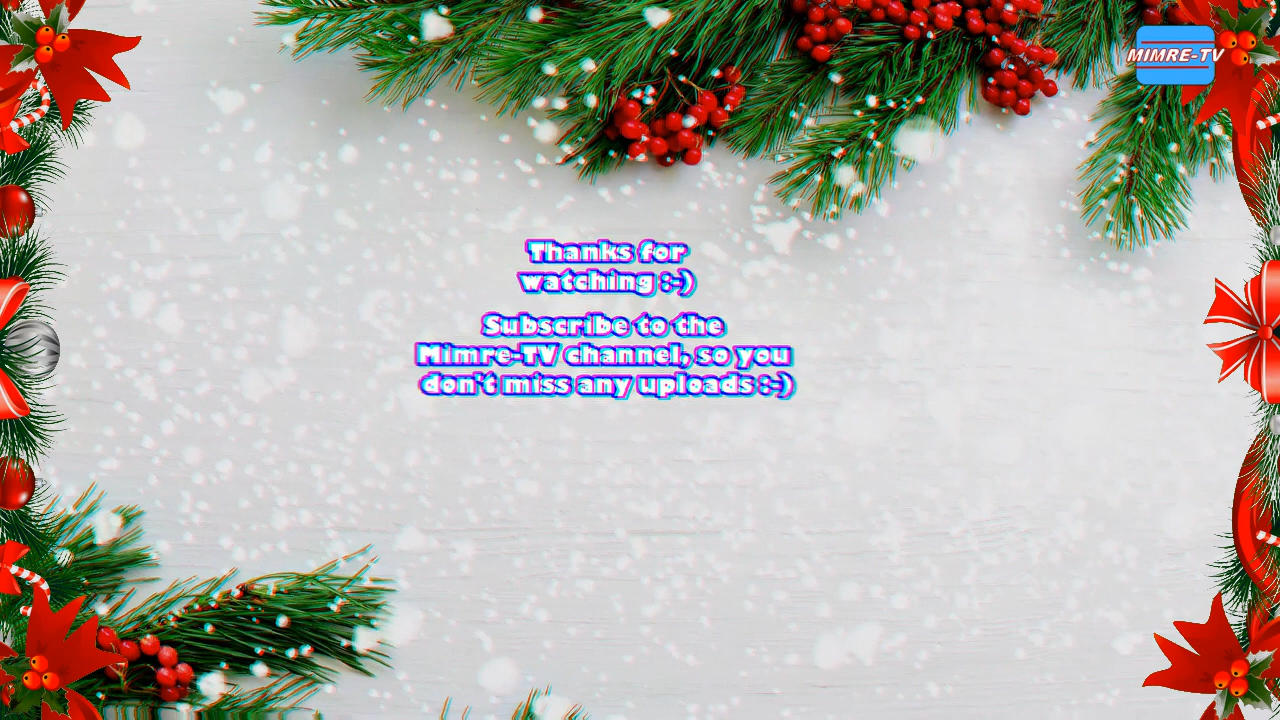 MIMRE-TV
Thanks for
watching :-)
Subscribe to the
Mimre-TV channel, so you
don't miss any uploads :-)